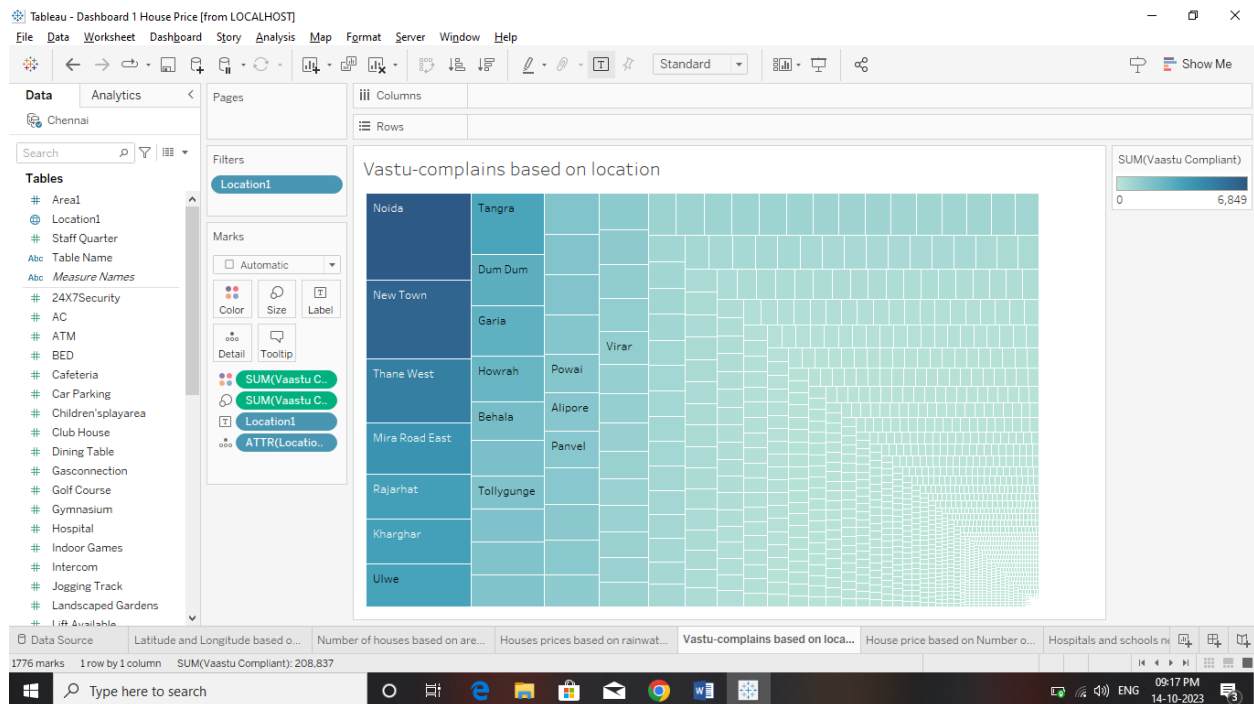 Tableau - Dashboard 1 House Price [from LOCALHOST]
File Data Worksheet Dashboard Story Analysis Map Format Server Window Help
Standard
Show Me
Data Analytics
Chennai
Search
Tables
Area1
Location1
Staff Quarter
Abc Table Name
Abc Measure Names
24X7Security
AC
ATM
BED
Cafeteria
Car Parking
Children'splayarea
Club House
Dining Table
Gasconnection
Golf Course
Gymnasium
Hospital
Indoor Games
Intercom
Jogging Track
Landscaped Gardens
Lift Available
Pages
Filters
Location1
Marks
Automatic
Color Size Label
Detail Tooltip
SUM(Vaastu C..
SUM(Vaastu C..
Location1
ATTR(Locatio..
Columns
Rows
Vastu-complains based on location
Noida
New Town
Thane West
Mira Road East
Rajarhat
Kharghar
Ulwe
Tangra
Dum Dum
Garia
Howrah
Behala
Tollygunge
Powai
Alipore
Panvel
Virar
SUM(Vaastu Compliant)
0 6,849
Data Source Latitude and Longitude based o... Number of houses based on are... Houses prices based on rainwat... Vastu-complains based on loca... House price based on Number o... Hospitals and schools n
1776 marks 1 row by 1 column SUM(Vaastu Compliant): 208,837
Type here to search
ENG
09:17 PM
14-10-2023
3